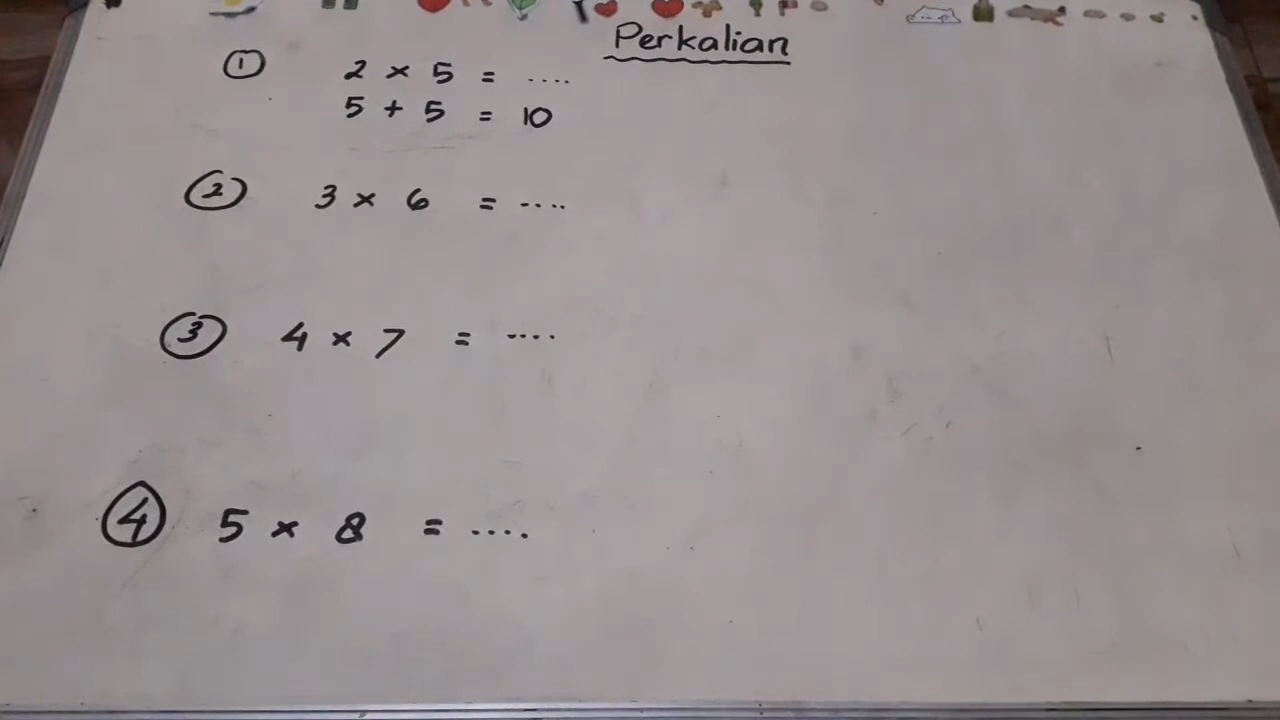 Perkalian
① 2 × 5 = ....
5 + 5 = 10
② 3 × 6 = ....
③ 4 × 7 = ....
④ 5 × 8 = ....